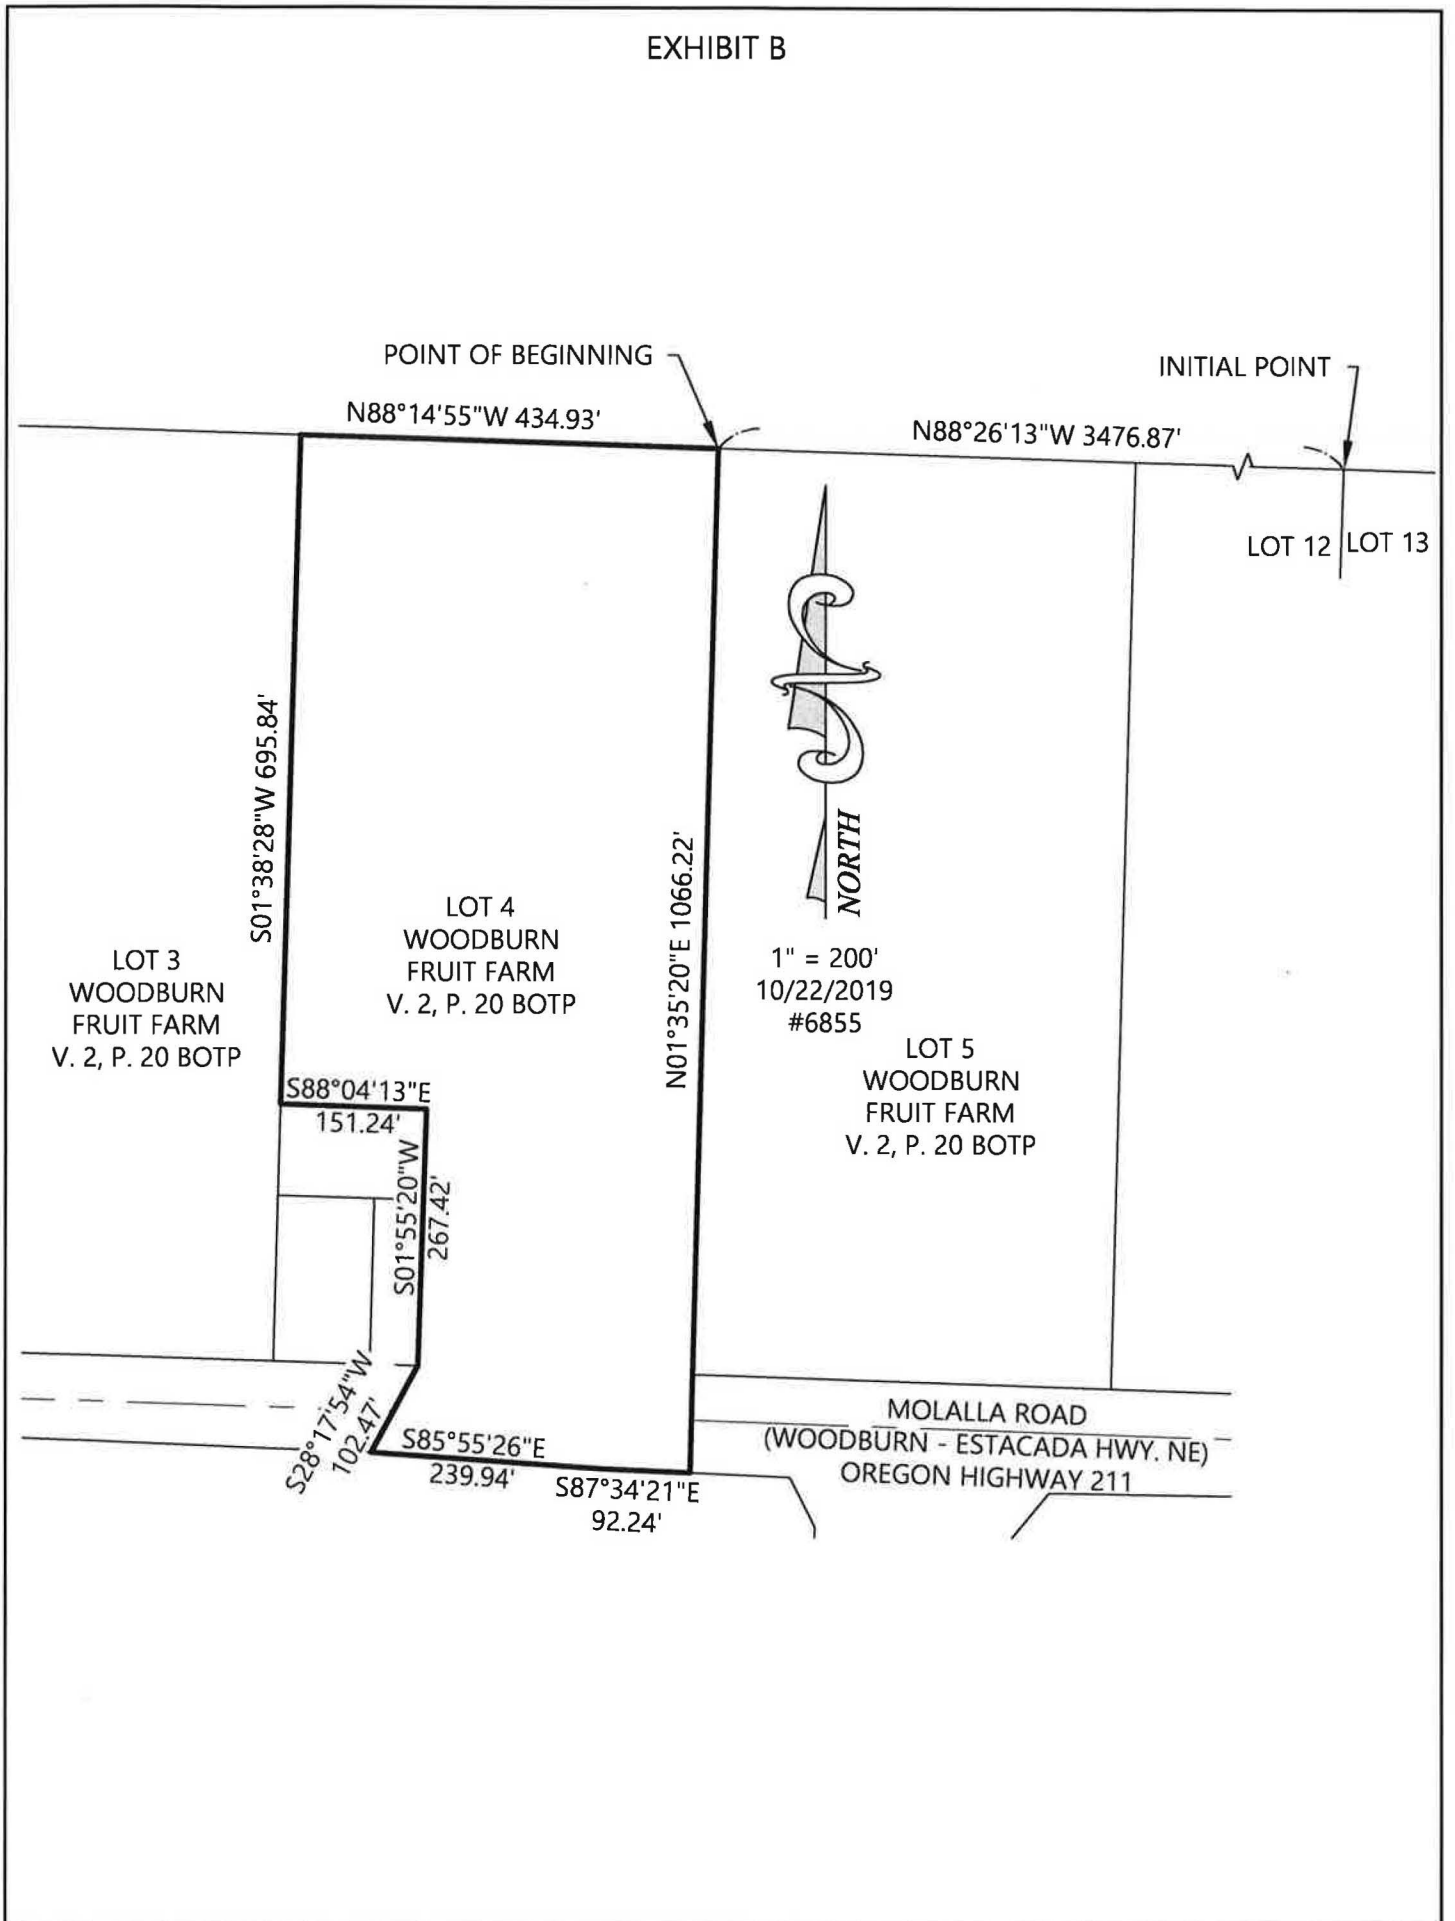 EXHIBIT B
POINT OF BEGINNING
INITIAL POINT
N88°14'55"W 434.93'
N88°26'13"W 3476.87'
LOT 12
LOT 13
S01°38'28"W 695.84'
N01°35'20"E 1066.22'
NORTH
1" = 200'
10/22/2019
#6855
LOT 4
WOODBURN
FRUIT FARM
V. 2, P. 20 BOTP
LOT 3
WOODBURN
FRUIT FARM
V. 2, P. 20 BOTP
LOT 5
WOODBURN
FRUIT FARM
V. 2, P. 20 BOTP
S88°04'13"E
151.24'
S01°55'20"W
267.42'
S28°17'54"W
102.47'
S85°55'26"E
239.94'
S87°34'21"E
92.24'
MOLALLA ROAD
(WOODBURN - ESTACADA HWY. NE)
OREGON HIGHWAY 211